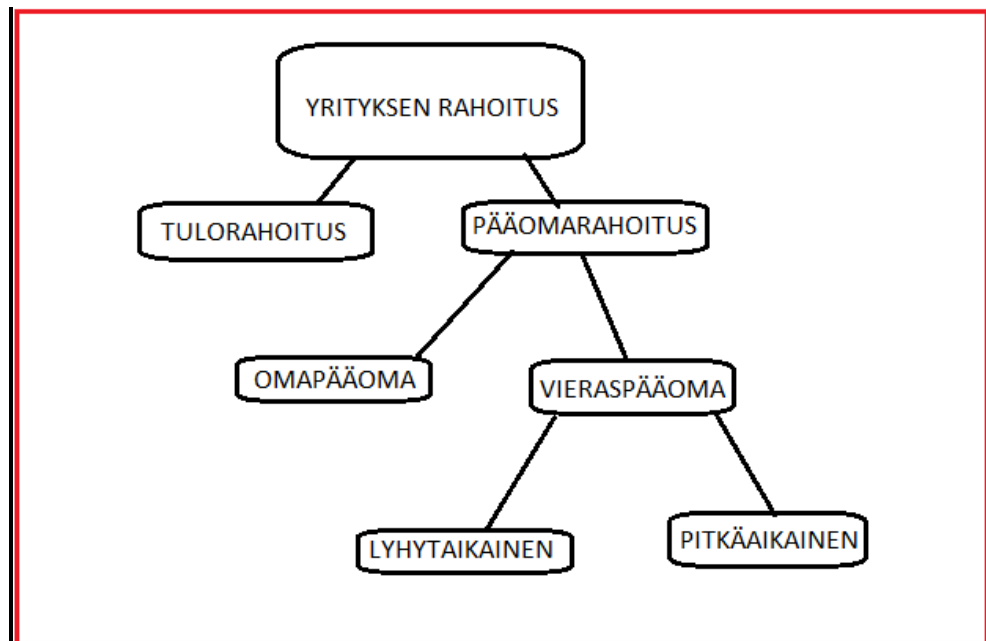 YRITYKSEN RAHOITUS
TULORAHOITUS
PÄÄOMARAHOITUS
OMAPÄÄOMA
VIERASPÄÄOMA
LYHYTAIKAINEN
PITKÄAIKAINEN